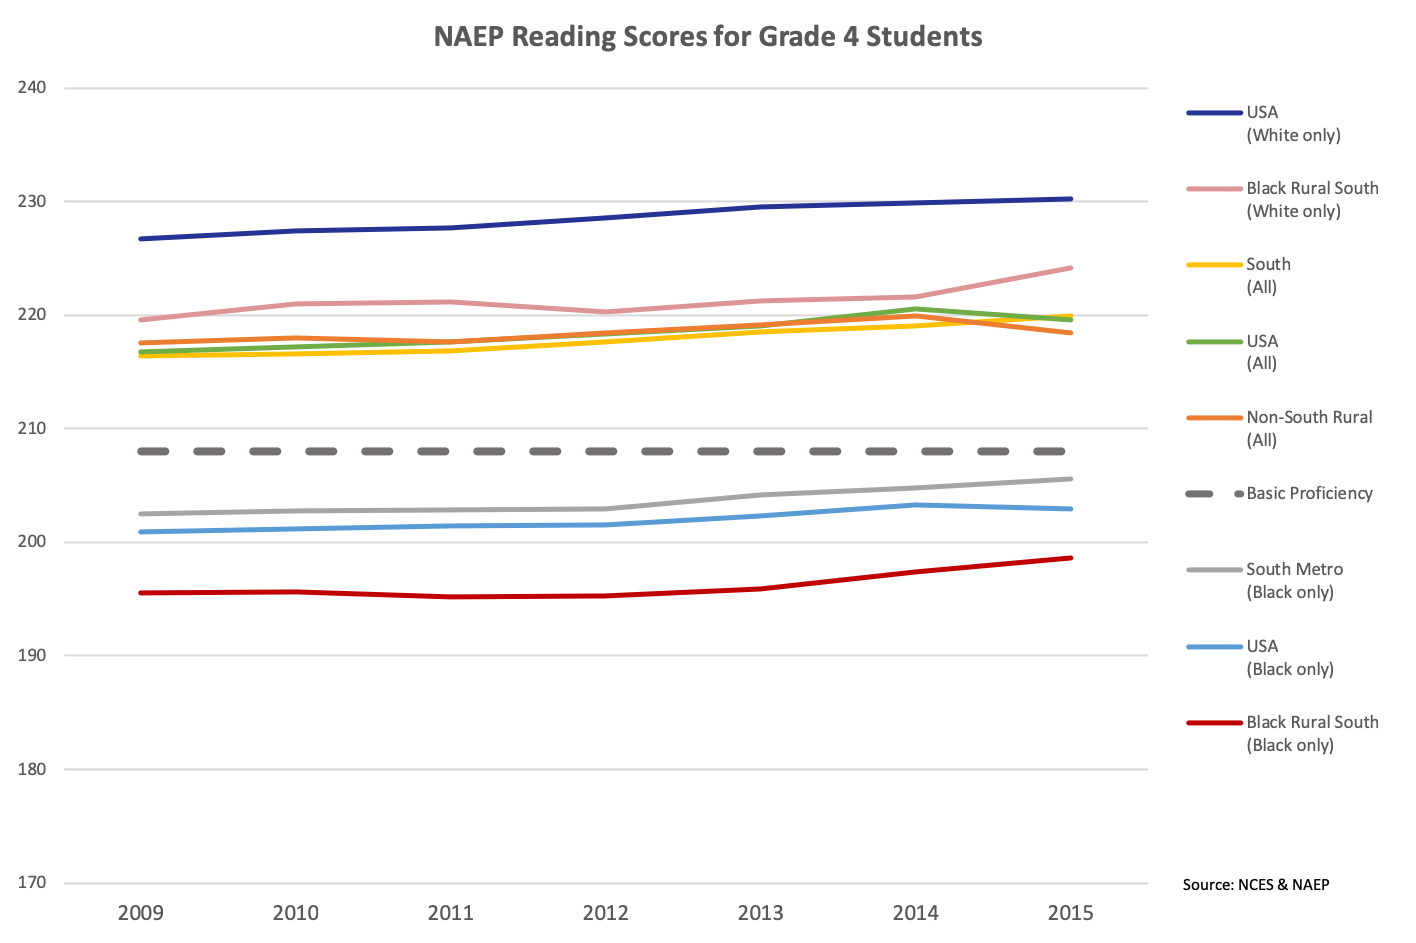 NAEP Reading Scores for Grade 4 Students
240
230
220
210
200
190
180
170
2009 2010 2011 2012 2013 2014 2015
USA
(White only)
Black Rural South
(White only)
South
(All)
USA
(All)
Non-South Rural
(All)
Basic Proficiency
South Metro
(Black only)
USA
(Black only)
Black Rural South
(Black only)
Source: NCES & NAEP